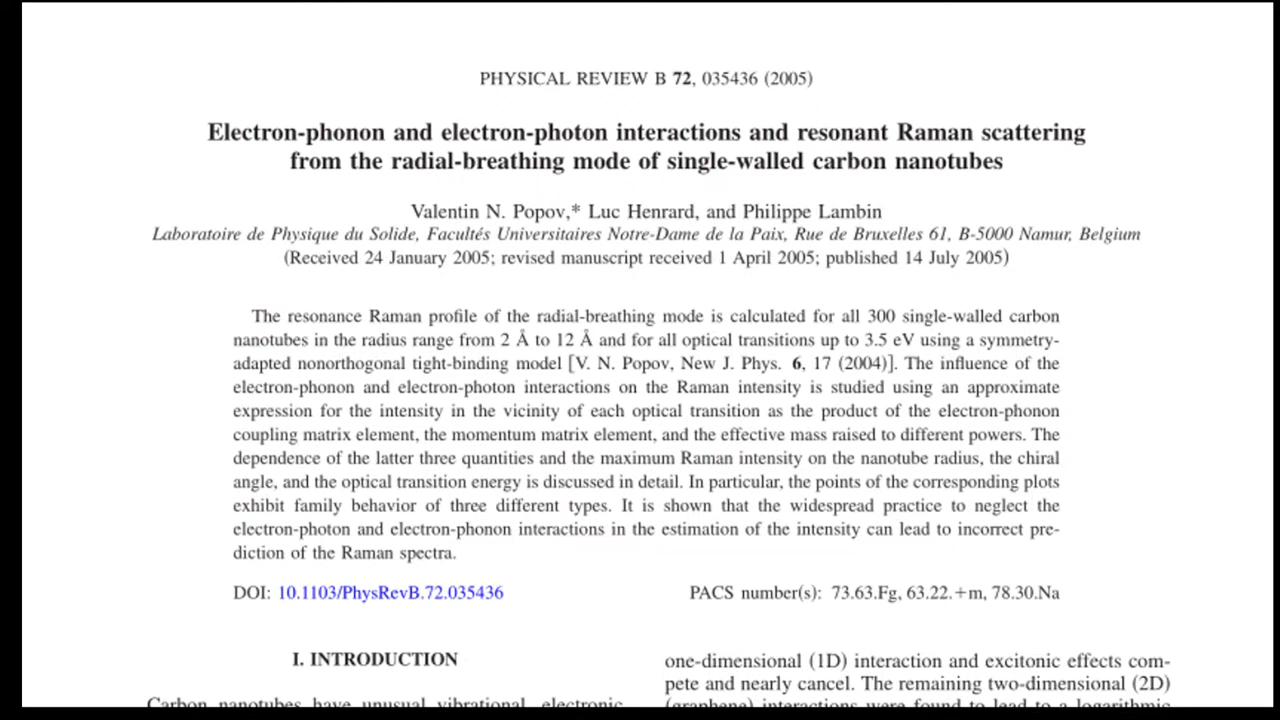 PHYSICAL REVIEW B 72, 035436 (2005)
Electron-phonon and electron-photon interactions and resonant Raman scattering
from the radial-breathing mode of single-walled carbon nanotubes
Valentin N. Popov,* Luc Henrard, and Philippe Lambin
Laboratoire de Physique du Solide, Facultés Universitaires Notre-Dame de la Paix, Rue de Bruxelles 61, B-5000 Namur, Belgium
(Received 24 January 2005; revised manuscript received 1 April 2005; published 14 July 2005)
The resonance Raman profile of the radial-breathing mode is calculated for all 300 single-walled carbon
nanotubes in the radius range from 2 Å to 12 Å and for all optical transitions up to 3.5 eV using a symmetry-
adapted nonorthogonal tight-binding model [V. N. Popov, New J. Phys. 6, 17 (2004)]. The influence of the
electron-phonon and electron-photon interactions on the Raman intensity is studied using an approximate
expression for the intensity in the vicinity of each optical transition as the product of the electron-phonon
coupling matrix element, the momentum matrix element, and the effective mass raised to different powers. The
dependence of the latter three quantities and the maximum Raman intensity on the nanotube radius, the chiral
angle, and the optical transition energy is discussed in detail. In particular, the points of the corresponding plots
exhibit family behavior of three different types. It is shown that the widespread practice to neglect the
electron-photon and electron-phonon interactions in the estimation of the intensity can lead to incorrect pre-
diction of the Raman spectra.
DOI: 10.1103/PhysRevB.72.035436
PACS number(s): 73.63.Fg, 63.22.+m, 78.30.Na
I. INTRODUCTION
Carbon nanotubes have unusual vibrational, electronic
one-dimensional (1D) interaction and excitonic effects com-
pete and nearly cancel. The remaining two-dimensional (2D)
(graphene) interactions were found to lead to a logarithmic